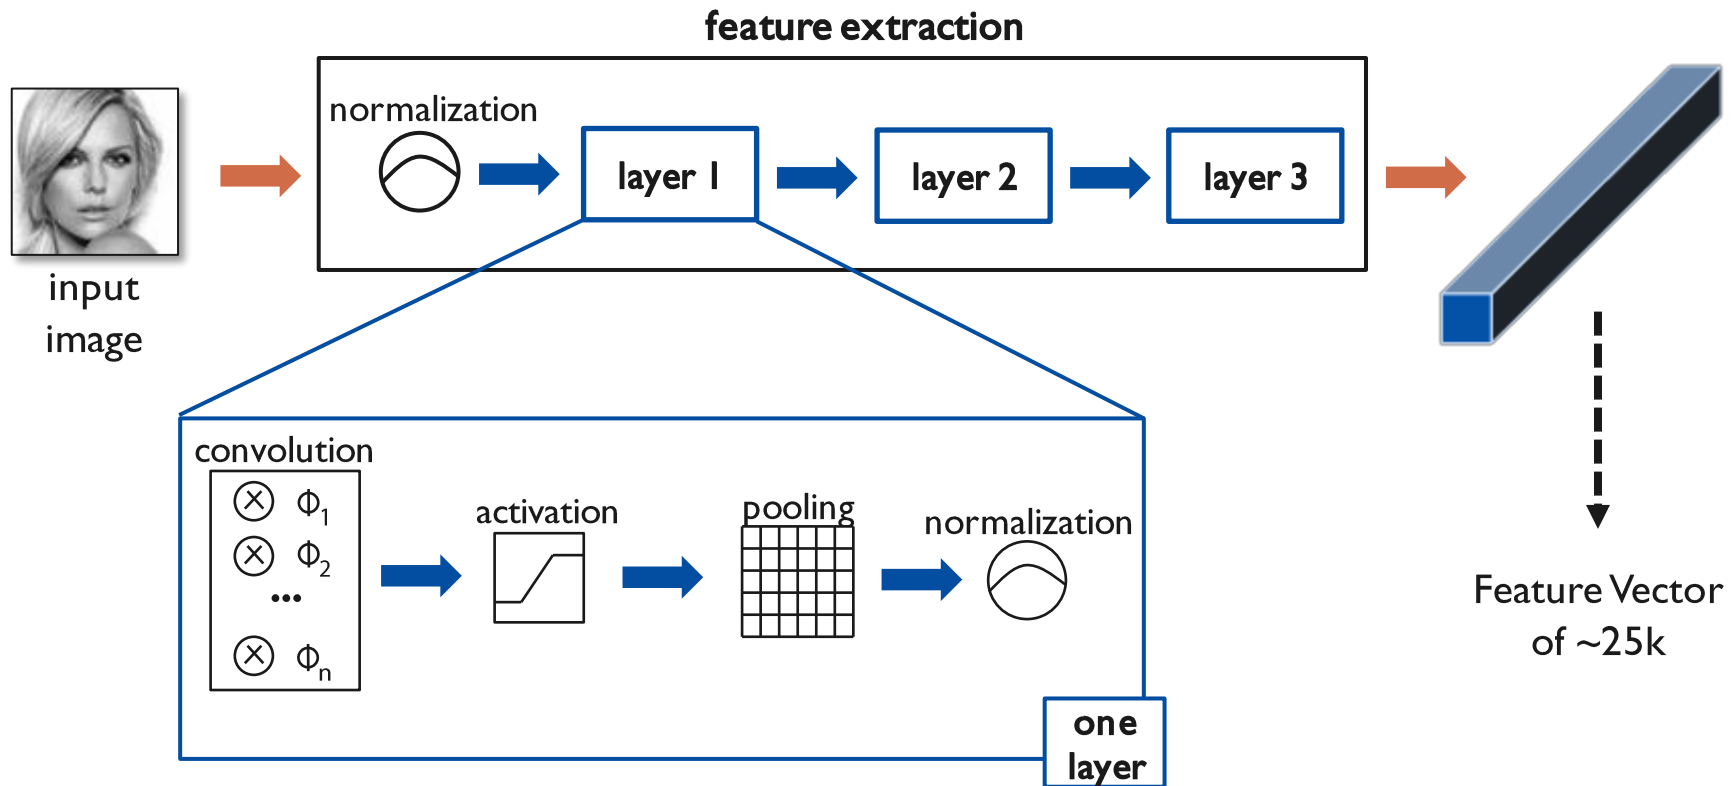 feature extraction
normalization
layer 1
layer 2
layer 3
input
image
convolution
Φ1
Φ2
...
Φn
activation
pooling
normalization
one
layer
Feature Vector
of ~25k